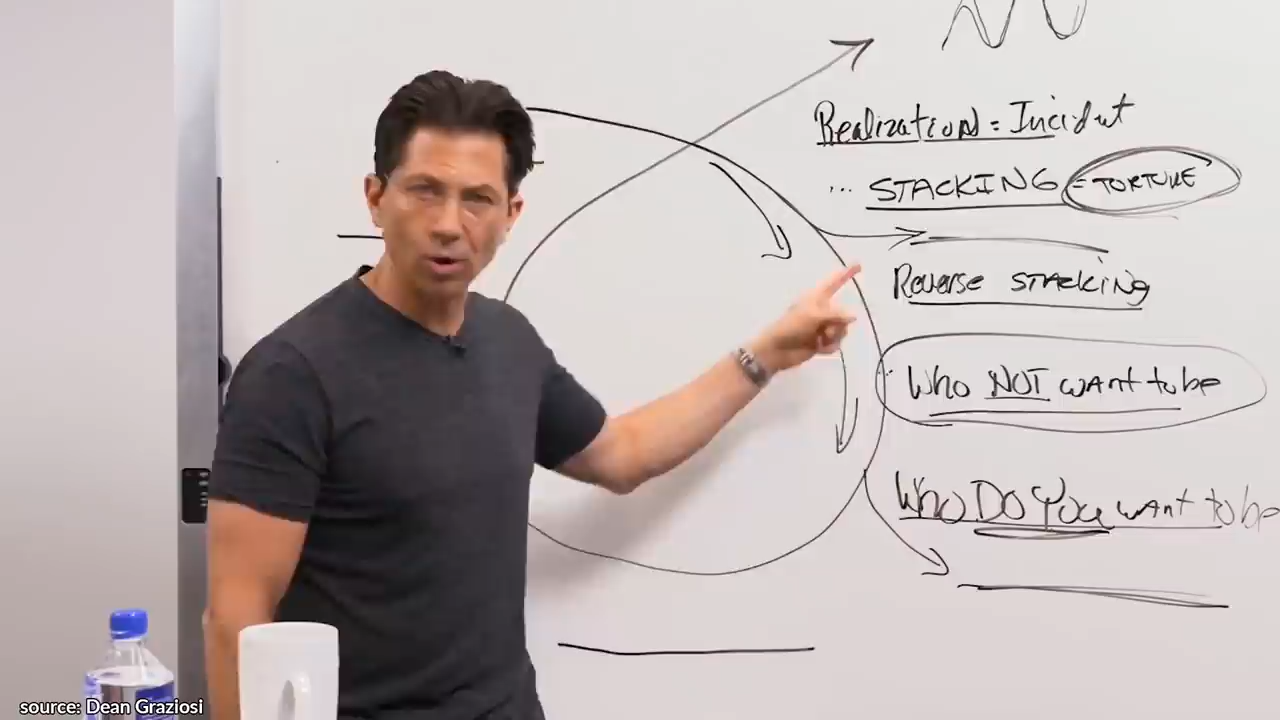 Realization = Incident
... STACKING = TORTURE
Reverse STACKING
Who NOT want to be
Who DO You want to be
source: Dean Graziosi